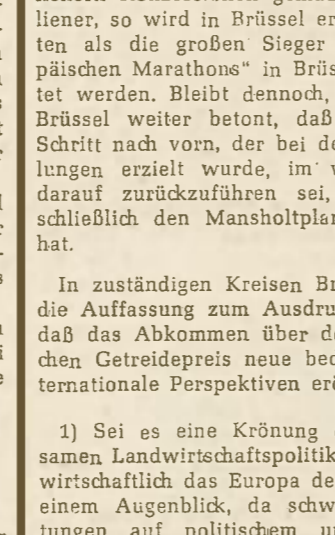 liener, so wird in Brüssel er
ten als die großen Sieger
päischen Marathons" in Brüs
tet werden. Bleibt dennoch,
Brüssel weiter betont, daß
Schritt nach vorn, der bei de
lungen erzielt wurde, im
darauf zurückzuführen sei,
schließlich den Mansholtplan
hat.
In zuständigen Kreisen Br
die Auffassung zum Ausdru
daß das Abkommen über d
chen Getreidepreis neue bed
ternationale Perspektiven erö
1) Sei es eine Krönung
samen Landwirtschaftspolitik
wirtschaftlich das Europa de
einem Augenblick, da schw
tungen auf politischem u